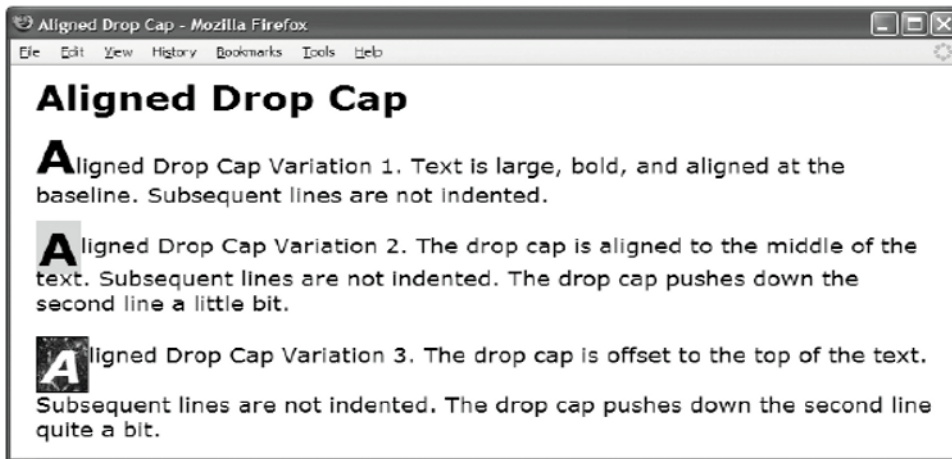 Aligned Drop Cap - Mozilla Firefox
File Edit View History Bookmarks Tools Help
Aligned Drop Cap
Aligned Drop Cap Variation 1. Text is large, bold, and aligned at the
baseline. Subsequent lines are not indented.
Aligned Drop Cap Variation 2. The drop cap is aligned to the middle of the
text. Subsequent lines are not indented. The drop cap pushes down the
second line a little bit.
Aligned Drop Cap Variation 3. The drop cap is offset to the top of the text.
Subsequent lines are not indented. The drop cap pushes down the second line
quite a bit.